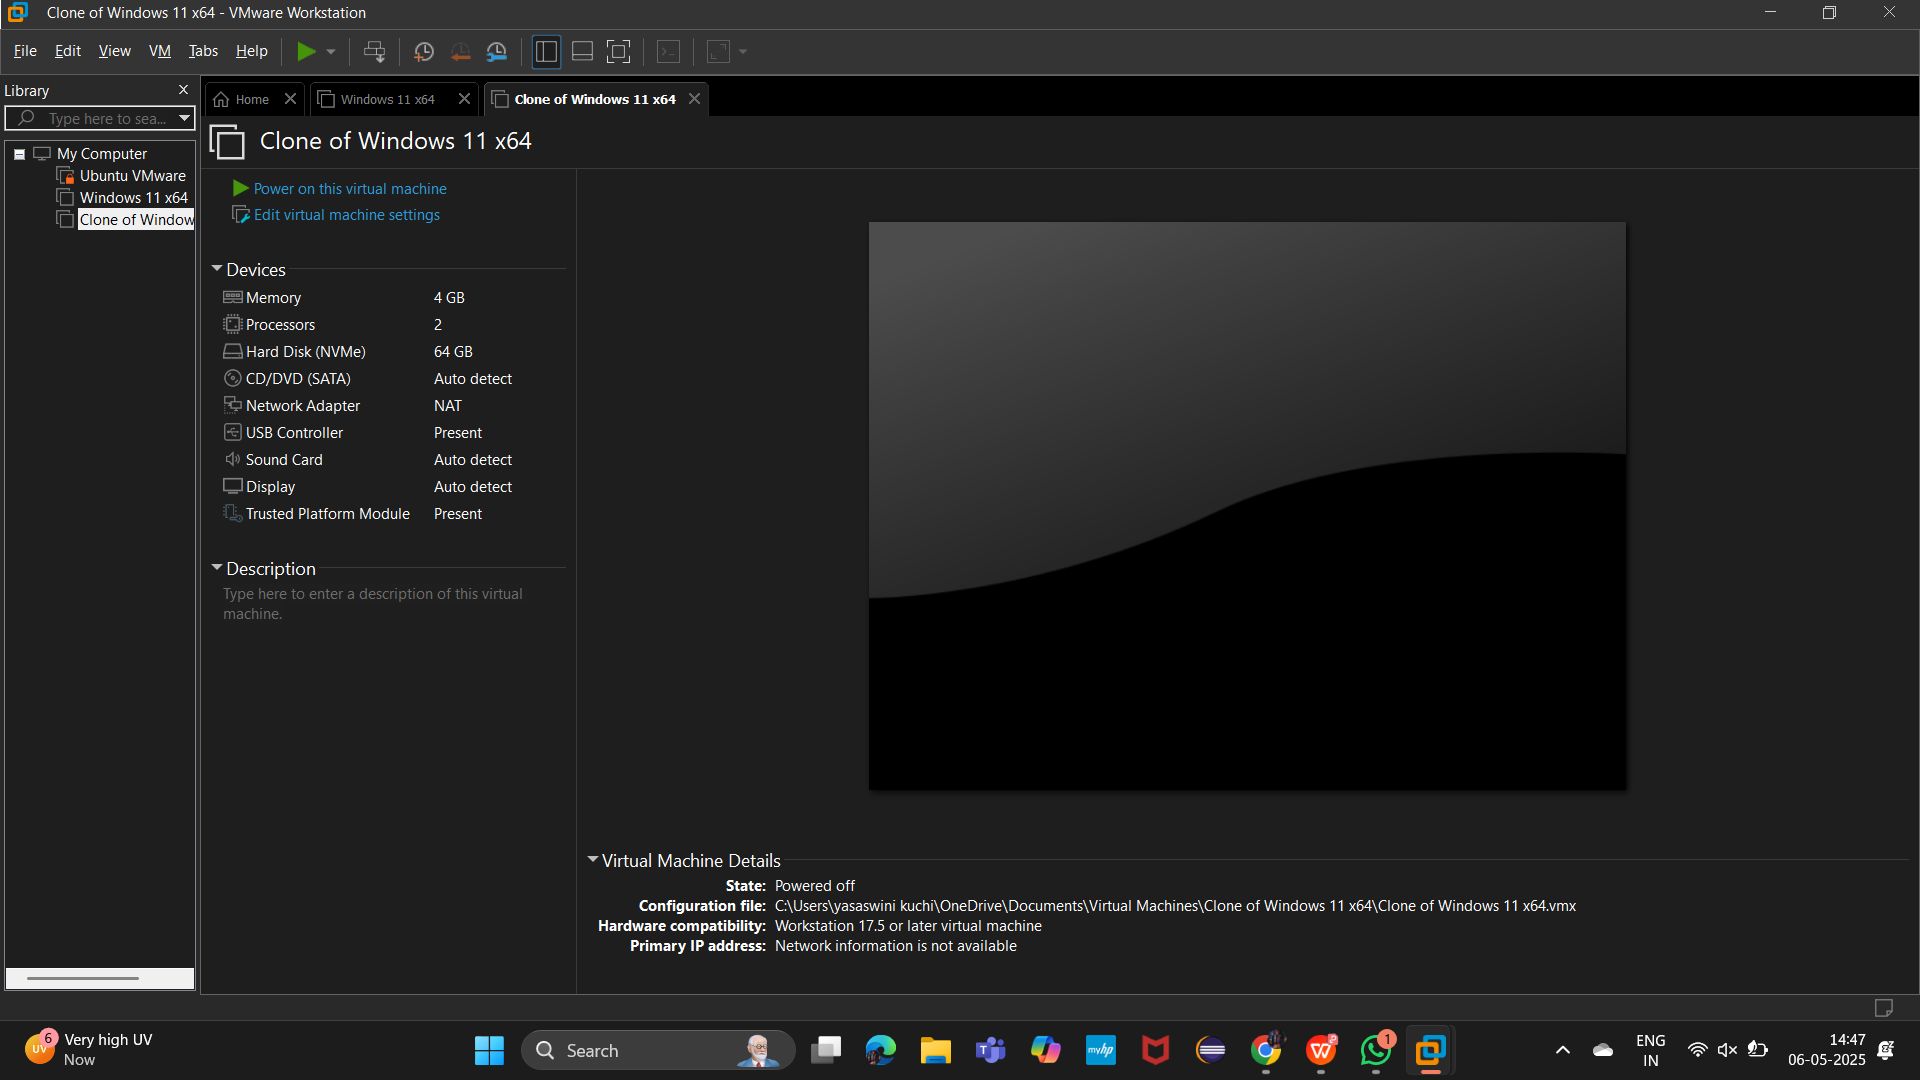 Clone of Windows 11 x64 - VMware Workstation
File Edit View VM Tabs Help
Library
Type here to sea...
Home
Windows 11 x64
Clone of Windows 11 x64
My Computer
Ubuntu VMware
Windows 11 x64
Clone of Window
Clone of Windows 11 x64
Power on this virtual machine
Edit virtual machine settings
Devices
Memory 4 GB
Processors 2
Hard Disk (NVMe) 64 GB
CD/DVD (SATA) Auto detect
Network Adapter NAT
USB Controller Present
Sound Card Auto detect
Display Auto detect
Trusted Platform Module Present
Description
Type here to enter a description of this virtual
machine.
Virtual Machine Details
State: Powered off
Configuration file: C:\Users\yasaswini kuchi\OneDrive\Documents\Virtual Machines\Clone of Windows 11 x64\Clone of Windows 11 x64.vmx
Hardware compatibility: Workstation 17.5 or later virtual machine
Primary IP address: Network information is not available
6
UV
Very high UV
Now
Search
myhp
W
1
ENG
IN
14:47
06-05-2025